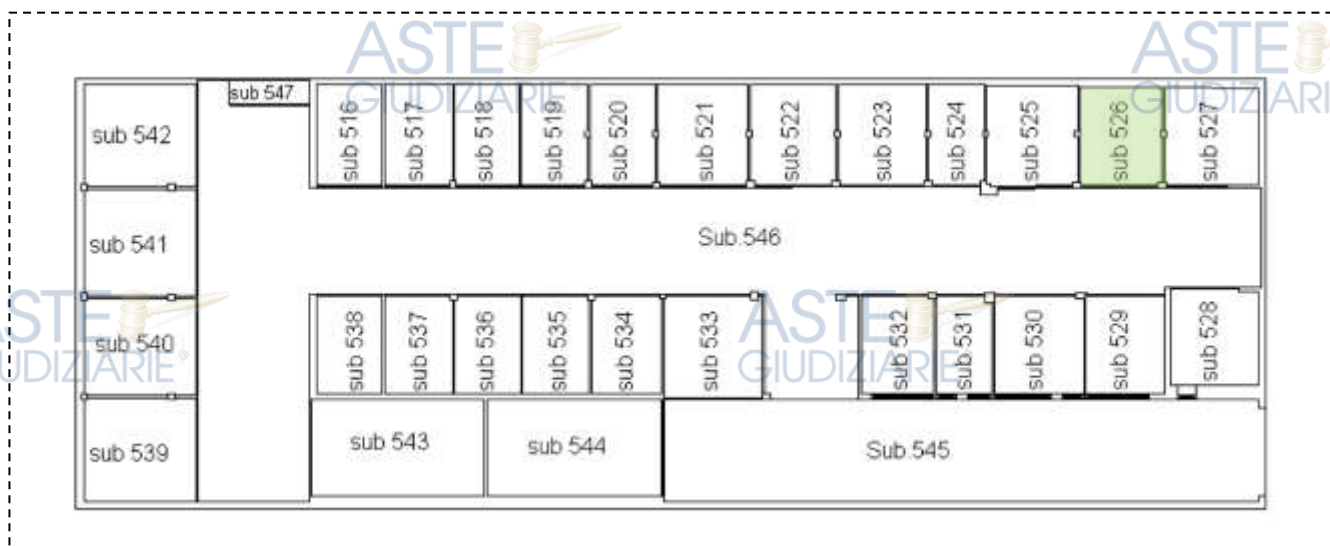 ASTE
GIUDIZIARIE®
ASTE
GIUDIZIARI
sub 547
sub 542
sub 516
sub 517
sub 518
sub 519
sub 520
sub 521
sub 522
sub 523
sub 524
sub 525
sub 526
sub 527
sub 541
Sub.546
ASTE
GIUDIZIARIE®
sub 540
sub 538
sub 537
sub 536
sub 535
sub 534
sub 533
STE
UDIZIARIE®
sub 532
sub 531
sub 530
sub 529
sub 528
sub 539
sub 543
sub 544
Sub.545